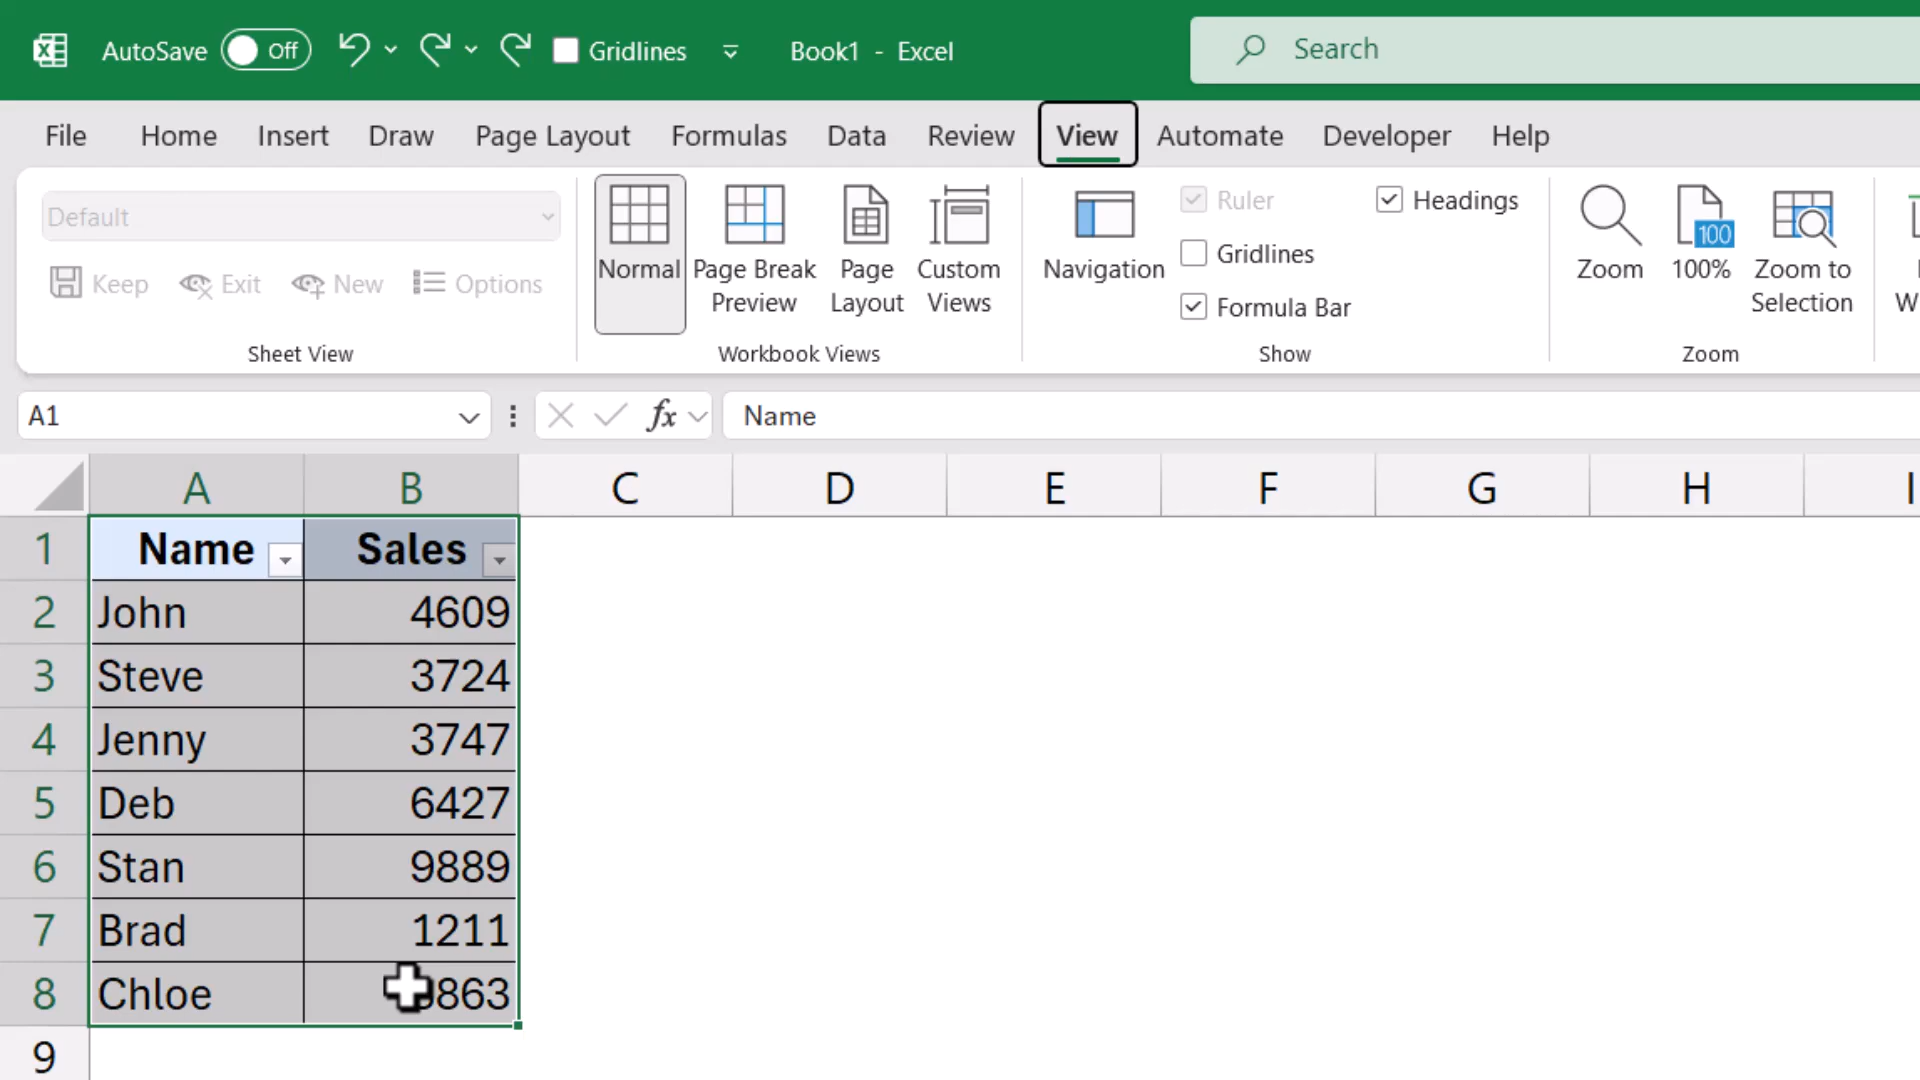 AutoSave Off Gridlines Book1 - Excel Search
File Home Insert Draw Page Layout Formulas Data Review View Automate Developer Help
Default
Keep Exit New Options
Sheet View
Normal Page Break Preview Page Layout Custom Views
Workbook Views
Navigation
Ruler Headings
Gridlines
Formula Bar
Show
Zoom 100% Zoom to Selection
100
Zoom
A1 fx Name
A B C D E F G H I
1 Name Sales
2 John 4609
3 Steve 3724
4 Jenny 3747
5 Deb 6427
6 Stan 9889
7 Brad 1211
8 Chloe 863
9